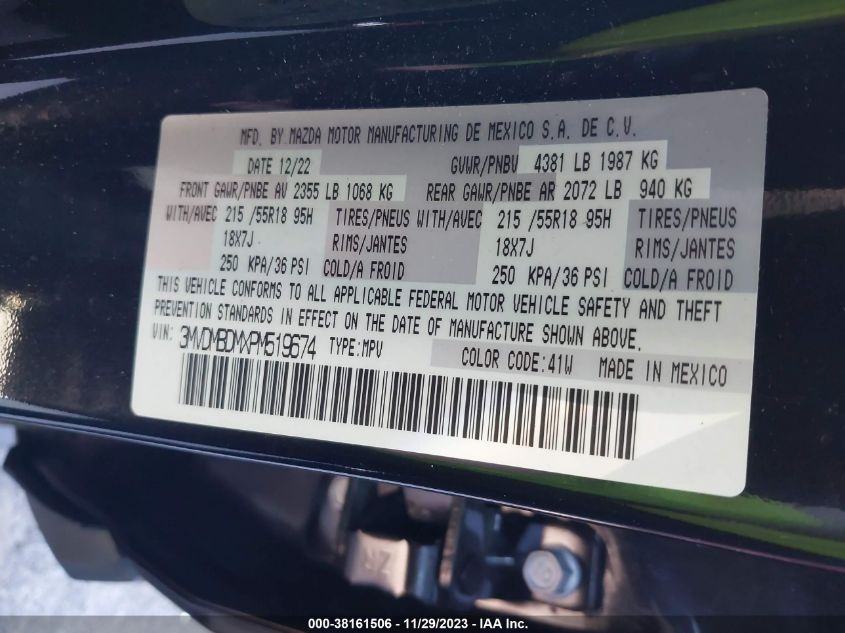 MFD. BY MAZDA MOTOR MANUFACTURING DE MEXICO S.A. DE C.V.
DATE 12/22 GVWR/PNBV 4381 LB 1987 KG
FRONT GAWR/PNBE AV 2355 LB 1068 KG REAR GAWR/PNBE AR 2072 LB 940 KG
WITH/AVEC 215 /55R18 95H TIRES/PNEUS WITH/AVEC 215 /55R18 95H TIRES/PNEUS
18X7J RIMS/JANTES 18X7J RIMS/JANTES
250 KPA/36 PSI COLD/A FROID 250 KPA/36 PSI COLD/A FROID
THIS VEHICLE CONFORMS TO ALL APPLICABLE FEDERAL MOTOR VEHICLE SAFETY AND THEFT
PREVENTION STANDARDS IN EFFECT ON THE DATE OF MANUFACTURE SHOWN ABOVE.
VIN: 3MVDMBDMXPM519674 TYPE:MPV COLOR CODE:41W MADE IN MEXICO
000-38161506 - 11/29/2023 - IAA Inc.